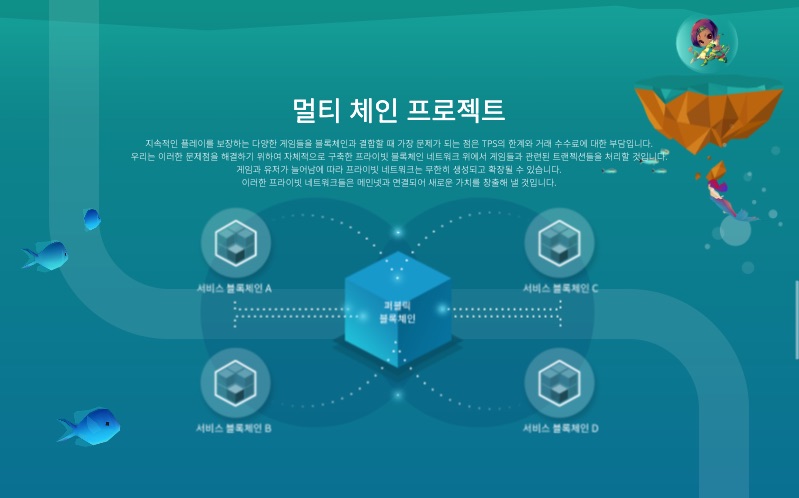 멀티 체인 프로젝트
지속적인 플레이를 보장하는 다양한 게임들을 블록체인과 결합할 때 가장 문제가 되는 점은 TPS의 한계와 거래 수수료에 대한 부담입니다.
우리는 이러한 문제점을 해결하기 위하여 자체적으로 구축한 프라이빗 블록체인 네트워크 위에서 게임들과 관련된 트랜젝션들을 처리할 것입니다.
게임과 유저가 늘어남에 따라 프라이빗 네트워크는 무한히 생성되고 확장될 수 있습니다.
이러한 프라이빗 네트워크들은 메인넷과 연결되어 새로운 가치를 창출해 낼 것입니다.
서비스 블록체인 A
서비스 블록체인 C
퍼블릭
블록체인
서비스 블록체인 B
서비스 블록체인 D